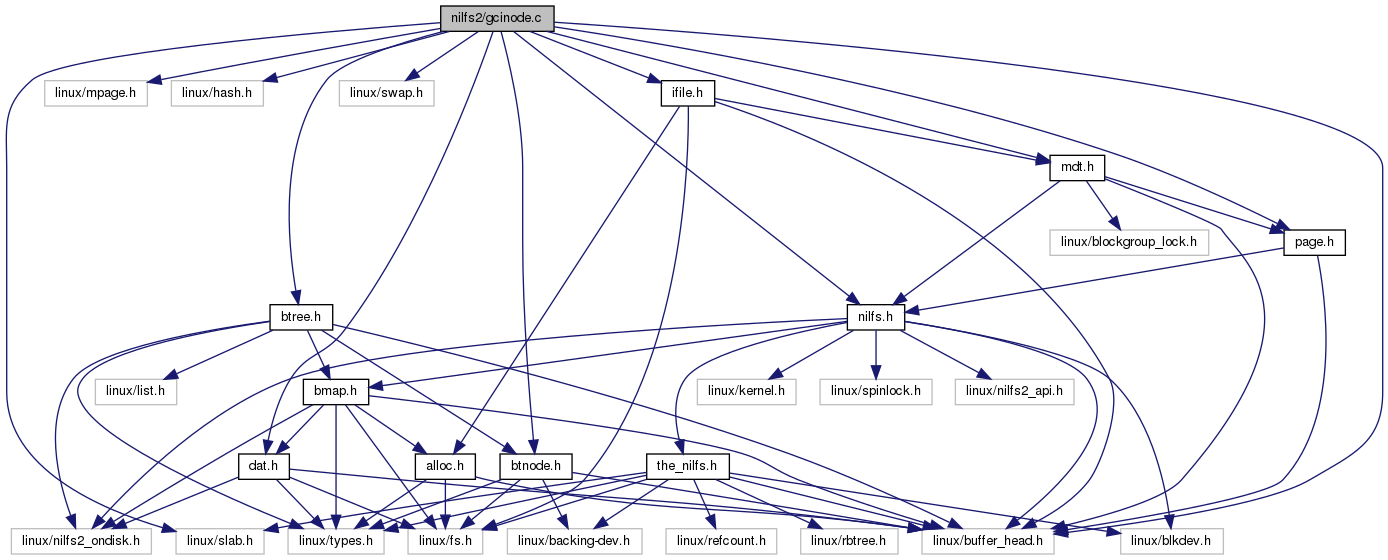 nilfs2/gcinode.c
linux/mpage.h
linux/hash.h
linux/swap.h
ifile.h
mdt.h
linux/blockgroup_lock.h
page.h
btree.h
nilfs.h
linux/list.h
bmap.h
linux/kernel.h
linux/spinlock.h
linux/nilfs2_api.h
dat.h
alloc.h
btnode.h
the_nilfs.h
linux/nilfs2_ondisk.h
linux/slab.h
linux/types.h
linux/fs.h
linux/backing-dev.h
linux/refcount.h
linux/rbtree.h
linux/buffer_head.h
linux/blkdev.h